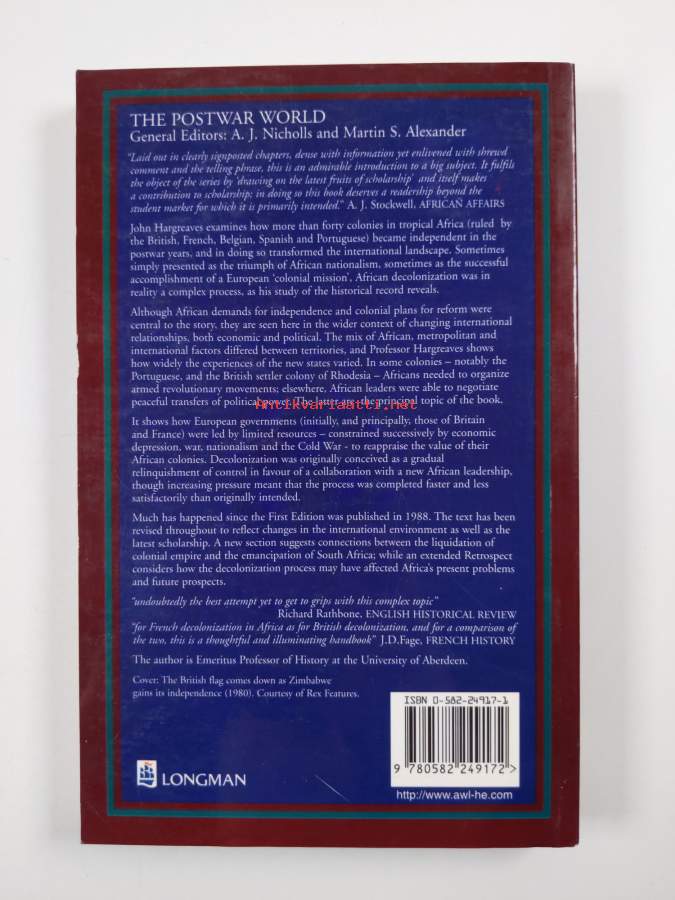 THE POSTWAR WORLD
General Editors: A. J. Nicholls and Martin S. Alexander
"Laid out in clearly signposted chapters, dense with information yet enlivened with shrewd
comment and the telling phrase, this is an admirable introduction to a big subject. It fulfils
the object of the series by 'drawing on the latest fruits of scholarship' and itself makes
a contribution to scholarship; in doing so this book deserves a readership beyond the
student market for which it is primarily intended." A. J. Stockwell, AFRICAN AFFAIRS
John Hargreaves examines how more than forty colonies in tropical Africa (ruled by
the British, French, Belgian, Spanish and Portuguese) became independent in the
postwar years, and in doing so transformed the international landscape. Sometimes
simply presented as the triumph of African nationalism, sometimes as the successful
accomplishment of a European 'colonial mission', African decolonization was in
reality a complex process, as his study of the historical record reveals.
Although African demands for independence and colonial plans for reform were
central to the story, they are seen here in the wider context of changing international
relationships, both economic and political. The mix of African, metropolitan and
international factors differed between territories, and Professor Hargreaves shows
how widely the experiences of the new states varied. In some colonies – notably the
Portuguese, and the British settler colony of Rhodesia – Africans needed to organize
armed revolutionary movements; elsewhere, African leaders were able to negotiate
peaceful transfers of political power. The latter are the principal topic of the book.
antikvariaatti.net
It shows how European governments (initially, and principally, those of Britain
and France) were led by limited resources – constrained successively by economic
depression, war, nationalism and the Cold War - to reappraise the value of their
African colonies. Decolonization was originally conceived as a gradual
relinquishment of control in favour of a collaboration with a new African leadership,
though increasing pressure meant that the process was completed faster and less
satisfactorily than originally intended.
Much has happened since the First Edition was published in 1988. The text has been
revised throughout to reflect changes in the international environment as well as the
latest scholarship. A new section suggests connections between the liquidation of
colonial empire and the emancipation of South Africa; while an extended Retrospect
considers how the decolonization process may have affected Africa's present problems
and future prospects.
"undoubtedly the best attempt yet to get to grips with this complex topic"
Richard Rathbone, ENGLISH HISTORICAL REVIEW
"for French decolonization in Africa as for British decolonization, and for a comparison of
the two, this is a thoughtful and illuminating handbook" J.D.Fage, FRENCH HISTORY
The author is Emeritus Professor of History at the University of Aberdeen.
Cover: The British flag comes down as Zimbabwe
gains its independence (1980). Courtesy of Rex Features.
ISBN 0-582-24917-1
9 780582 249172 >
http://www.awl-he.com
LONGMAN